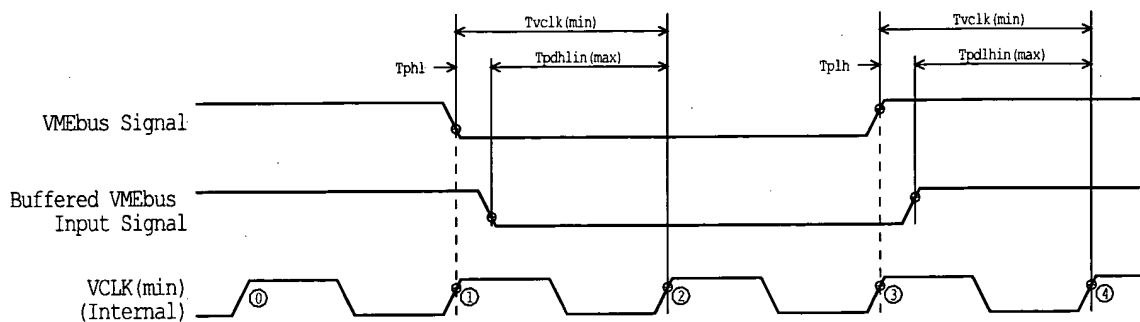 Tvclk(min)
Tvclk(min)
Tphl
Tpdhlin(max)
Tplh
Tpdlhin(max)
VMEbus Signal
Buffered VMEbus
Input Signal
VCLK(min)
(Internal)
⓪
①
②
③
④